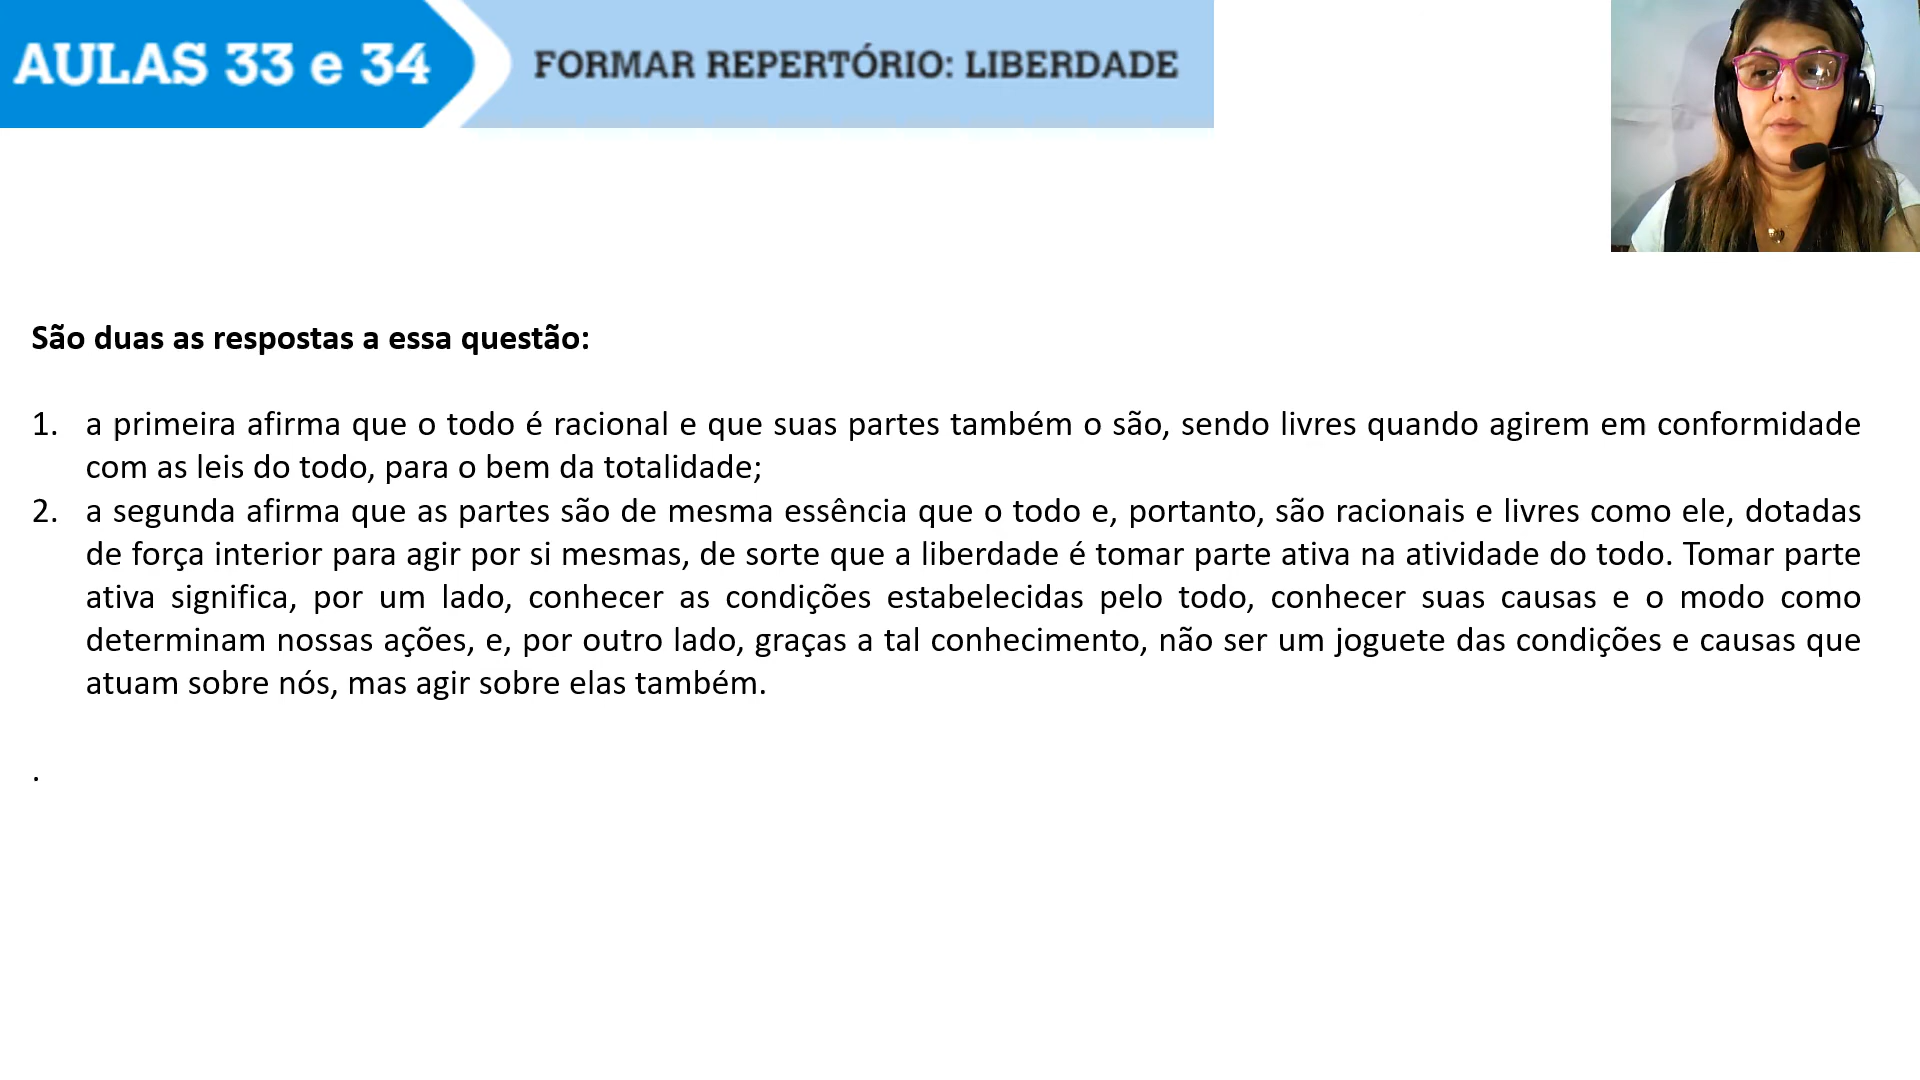 AULAS 33 e 34
FORMAR REPERTÓRIO: LIBERDADE
São duas as respostas a essa questão:
1. a primeira afirma que o todo é racional e que suas partes também o são, sendo livres quando agirem em conformidade
com as leis do todo, para o bem da totalidade;
2. a segunda afirma que as partes são de mesma essência que o todo e, portanto, são racionais e livres como ele, dotadas
de força interior para agir por si mesmas, de sorte que a liberdade é tomar parte ativa na atividade do todo. Tomar parte
ativa significa, por um lado, conhecer as condições estabelecidas pelo todo, conhecer suas causas e o modo como
determinam nossas ações, e, por outro lado, graças a tal conhecimento, não ser um joguete das condições e causas que
atuam sobre nós, mas agir sobre elas também.
.